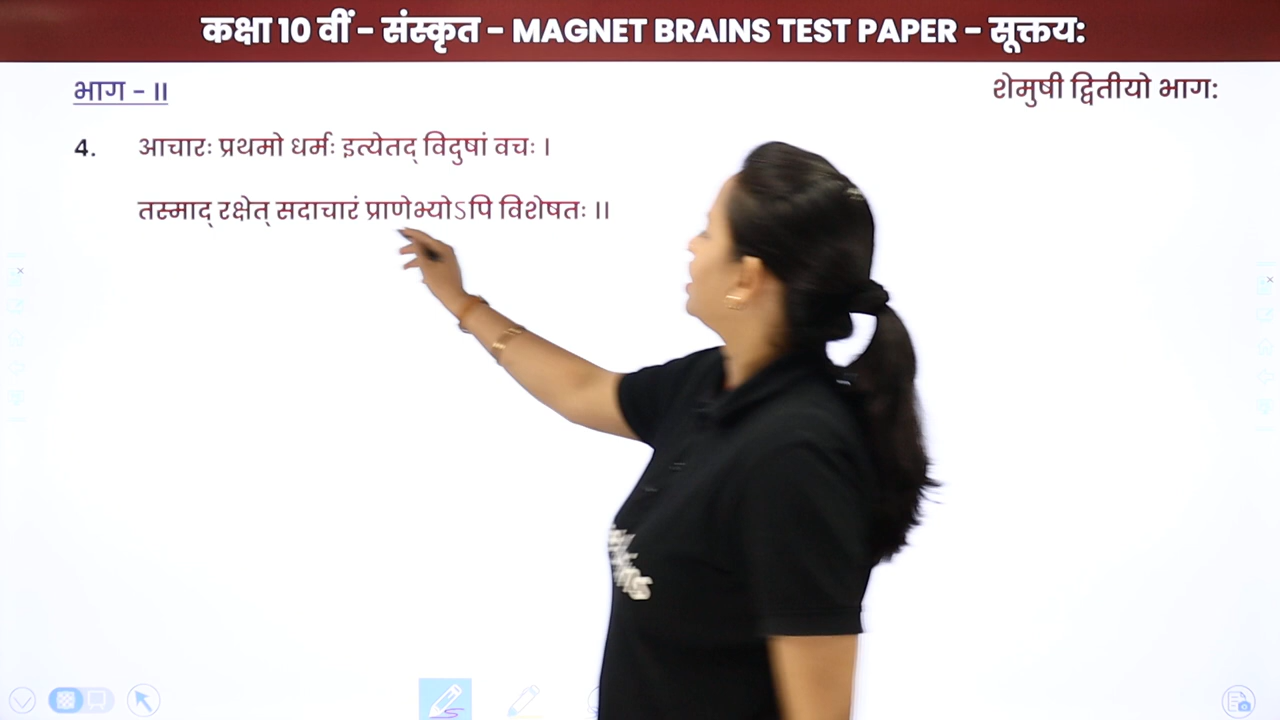 कक्षा 10 वीं - संस्कृत - MAGNET BRAINS TEST PAPER - सूक्तय:
भाग - II
शेमुषी द्वितीयो भाग:
4. आचारः प्रथमो धर्मः इत्येतद् विदुषां वचः ।
तस्माद् रक्षेत् सदाचारं प्राणेभ्योऽपि विशेषतः ।।